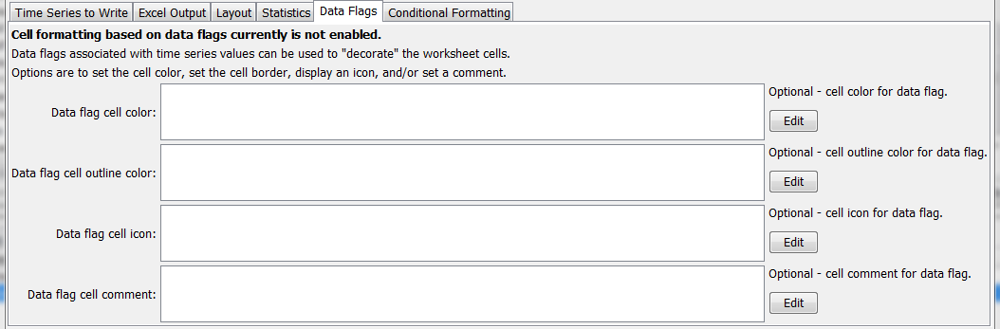 Time Series to Write Excel Output Layout Statistics Data Flags Conditional Formatting
Cell formatting based on data flags currently is not enabled.
Data flags associated with time series values can be used to "decorate" the worksheet cells.
Options are to set the cell color, set the cell border, display an icon, and/or set a comment.
Data flag cell color:
Optional - cell color for data flag.
Edit
Data flag cell outline color:
Optional - cell outline color for data flag.
Edit
Data flag cell icon:
Optional - cell icon for data flag.
Edit
Data flag cell comment:
Optional - cell comment for data flag.
Edit